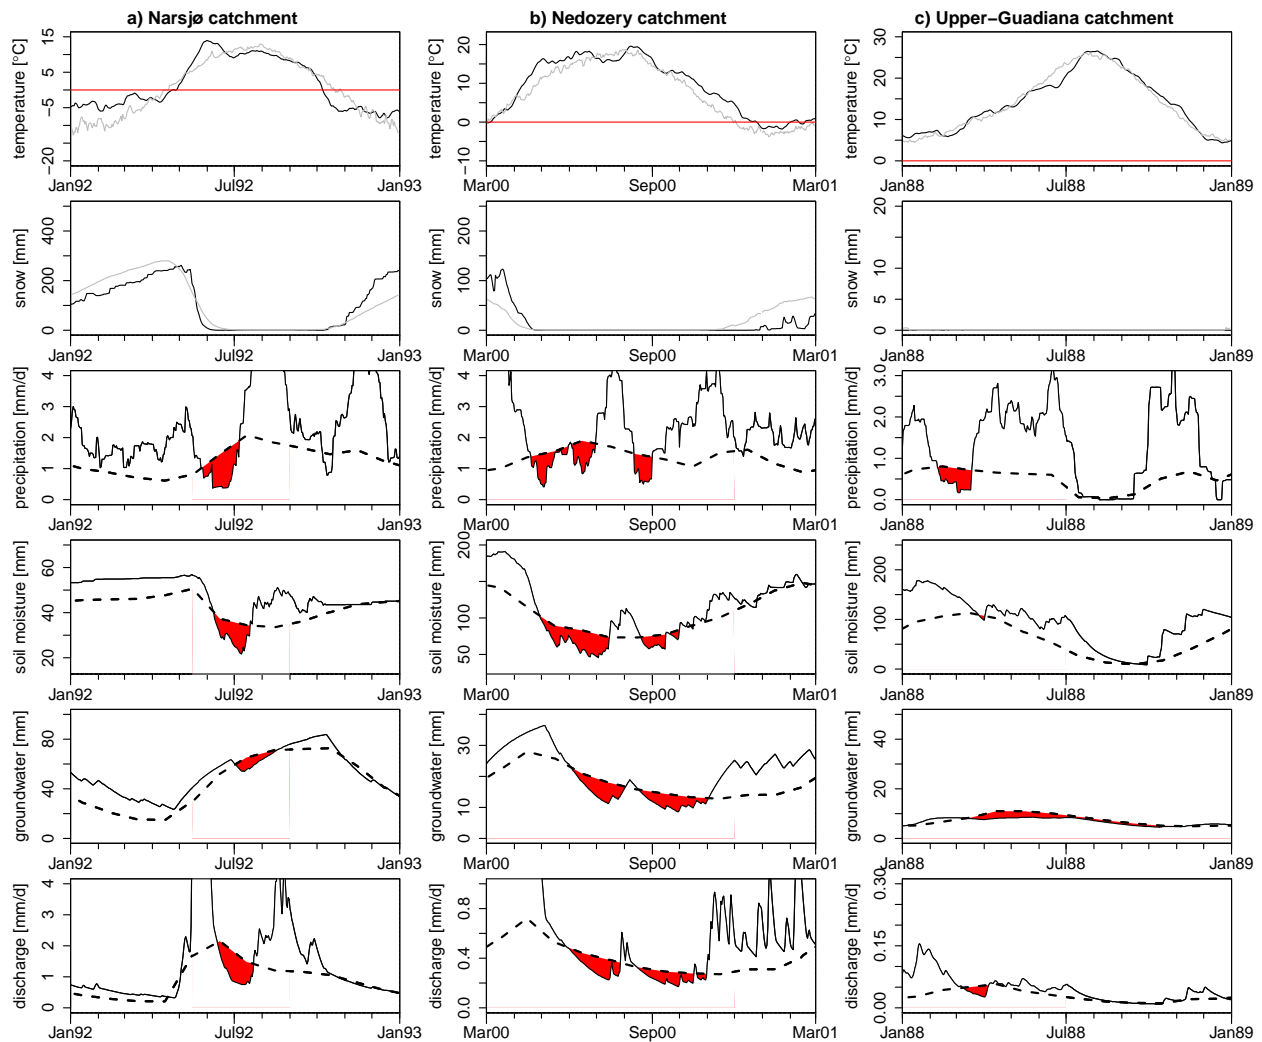 a) Narsjø catchment
b) Nedozery catchment
c) Upper−Guadiana catchment
temperature [°C]
15
5
−5
−20
Jan92
Jul92
Jan93
temperature [°C]
20
10
0
−10
Mar00
Sep00
Mar01
temperature [°C]
30
20
10
0
Jan88
Jul88
Jan89
snow [mm]
400
200
0
Jan92
Jul92
Jan93
snow [mm]
200
100
50
0
Mar00
Sep00
Mar01
snow [mm]
20
15
10
5
0
Jan88
Jul88
Jan89
precipitation [mm/d]
4
3
2
1
0
Jan92
Jul92
Jan93
precipitation [mm/d]
4
3
2
1
0
Mar00
Sep00
Mar01
precipitation [mm/d]
3.0
2.0
1.0
0.0
Jan88
Jul88
Jan89
soil moisture [mm]
60
40
20
Jan92
Jul92
Jan93
soil moisture [mm]
200
100
50
Mar00
Sep00
Mar01
soil moisture [mm]
200
100
0
Jan88
Jul88
Jan89
groundwater [mm]
80
40
0
Jan92
Jul92
Jan93
groundwater [mm]
30
10
0
Mar00
Sep00
Mar01
groundwater [mm]
40
20
0
Jan88
Jul88
Jan89
discharge [mm/d]
4
3
2
1
0
Jan92
Jul92
Jan93
discharge [mm/d]
0.8
0.4
0.0
Mar00
Sep00
Mar01
discharge [mm/d]
0.30
0.15
0.00
Jan88
Jul88
Jan89